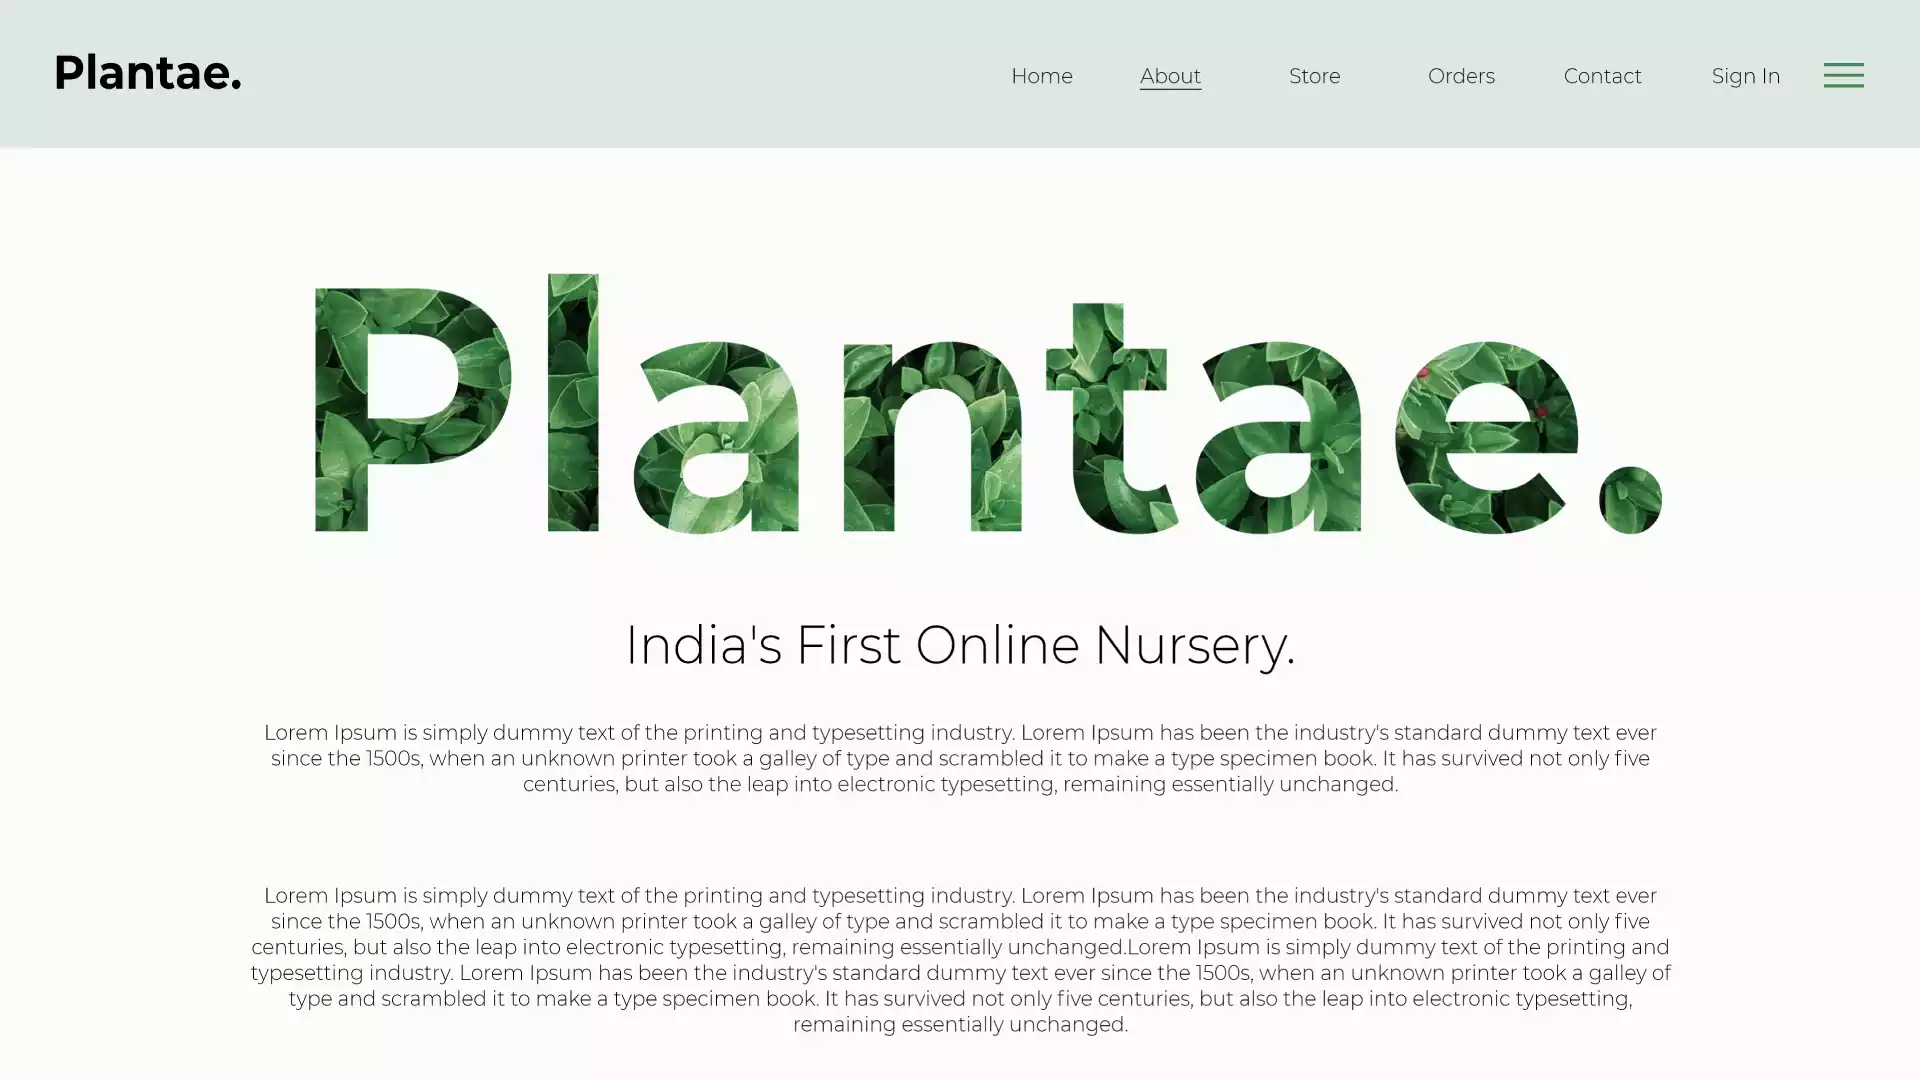 Plantae.
Home About Store Orders Contact Sign In
Plantae.
India's First Online Nursery.
Lorem Ipsum is simply dummy text of the printing and typesetting industry. Lorem Ipsum has been the industry's standard dummy text ever
since the 1500s, when an unknown printer took a galley of type and scrambled it to make a type specimen book. It has survived not only five
centuries, but also the leap into electronic typesetting, remaining essentially unchanged.
Lorem Ipsum is simply dummy text of the printing and typesetting industry. Lorem Ipsum has been the industry's standard dummy text ever
since the 1500s, when an unknown printer took a galley of type and scrambled it to make a type specimen book. It has survived not only five
centuries, but also the leap into electronic typesetting, remaining essentially unchanged.Lorem Ipsum is simply dummy text of the printing and
typesetting industry. Lorem Ipsum has been the industry's standard dummy text ever since the 1500s, when an unknown printer took a galley of
type and scrambled it to make a type specimen book. It has survived not only five centuries, but also the leap into electronic typesetting,
remaining essentially unchanged.